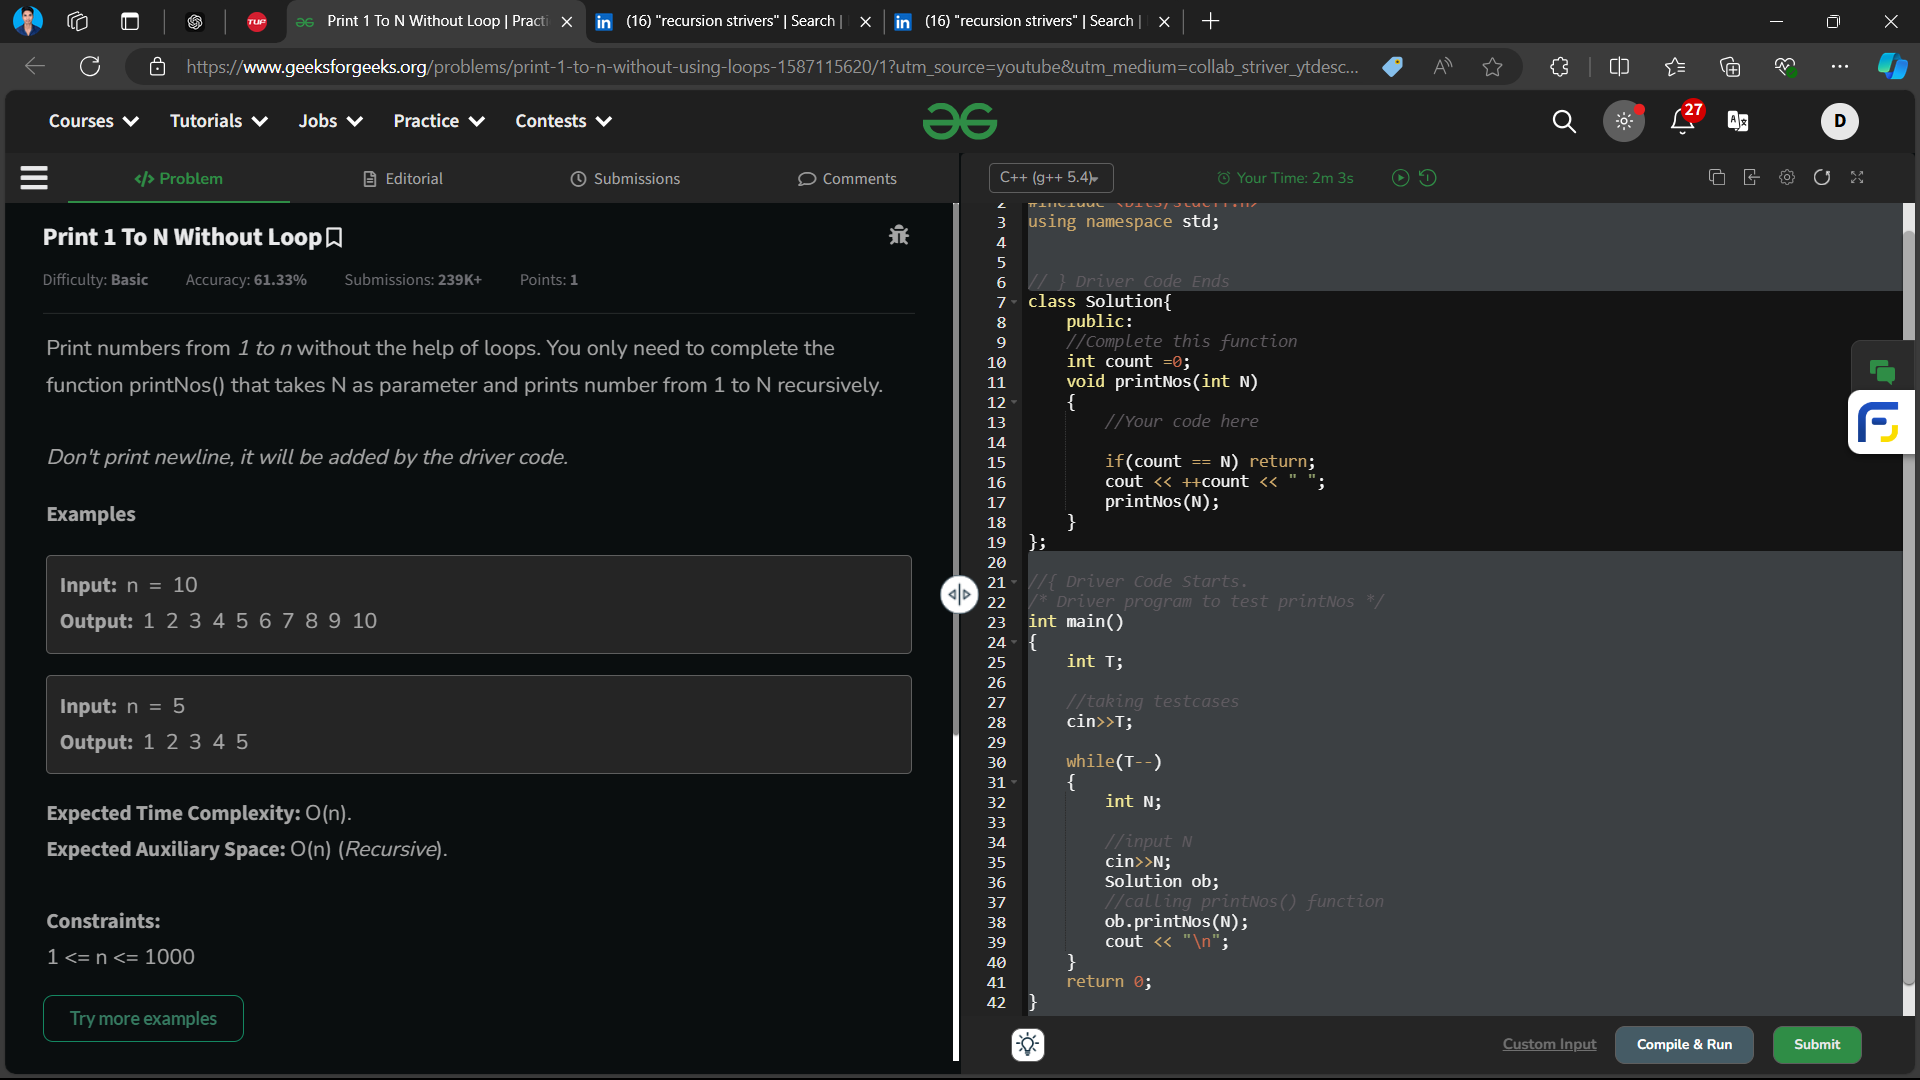 TUF
Print 1 To N Without Loop | Practi
(16) "recursion strivers" | Search |
(16) "recursion strivers" | Search |
https://www.geeksforgeeks.org/problems/print-1-to-n-without-using-loops-1587115620/1?utm_source=youtube&utm_medium=collab_striver_ytdesc...
Courses
Tutorials
Jobs
Practice
Contests
27
D
</> Problem
Editorial
Submissions
Comments
C++ (g++ 5.4)
Your Time: 2m 3s
Print 1 To N Without Loop
Difficulty: Basic Accuracy: 61.33% Submissions: 239K+ Points: 1
Print numbers from 1 to n without the help of loops. You only need to complete the
function printNos() that takes N as parameter and prints number from 1 to N recursively.
Don't print newline, it will be added by the driver code.
Examples
Input: n = 10
Output: 1 2 3 4 5 6 7 8 9 10
Input: n = 5
Output: 1 2 3 4 5
Expected Time Complexity: O(n).
Expected Auxiliary Space: O(n) (Recursive).
Constraints:
1 <= n <= 1000
Try more examples
2 #include <bits/stdc++.h>
3 using namespace std;
4
5
6 // } Driver Code Ends
7 class Solution{
8 public:
9 //Complete this function
10 int count =0;
11 void printNos(int N)
12 {
13 //Your code here
14
15 if(count == N) return;
16 cout << ++count << " ";
17 printNos(N);
18 }
19 };
20
21 //{ Driver Code Starts.
22 /* Driver program to test printNos */
23 int main()
24 {
25 int T;
26
27 //taking testcases
28 cin>>T;
29
30 while(T--)
31 {
32 int N;
33
34 //input N
35 cin>>N;
36 Solution ob;
37 //calling printNos() function
38 ob.printNos(N);
39 cout << "\n";
40 }
41 return 0;
42 }
Custom Input
Compile & Run
Submit